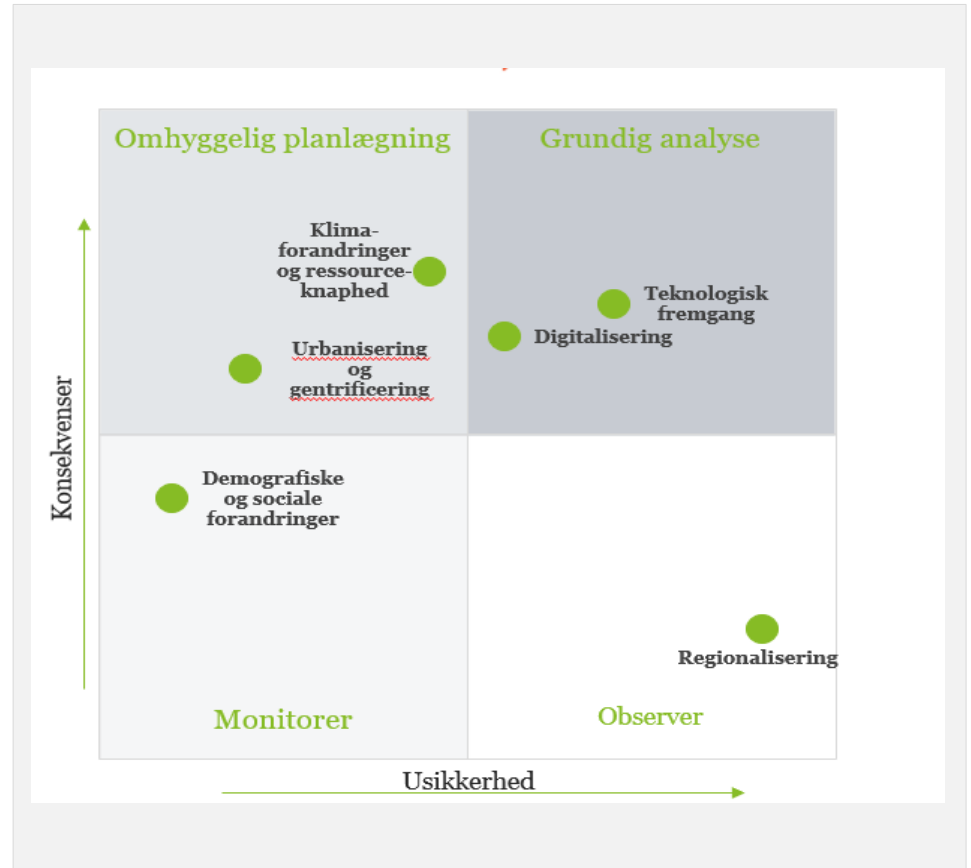 Omhyggelig planlægning
Grundig analyse
Klima-
forandringer
og ressource-
knaphed
Teknologisk
fremgang
Digitalisering
Urbanisering
og
gentrificering
Konsekvenser
Demografiske
og sociale
forandringer
Regionalisering
Monitorer
Observer
Usikkerhed